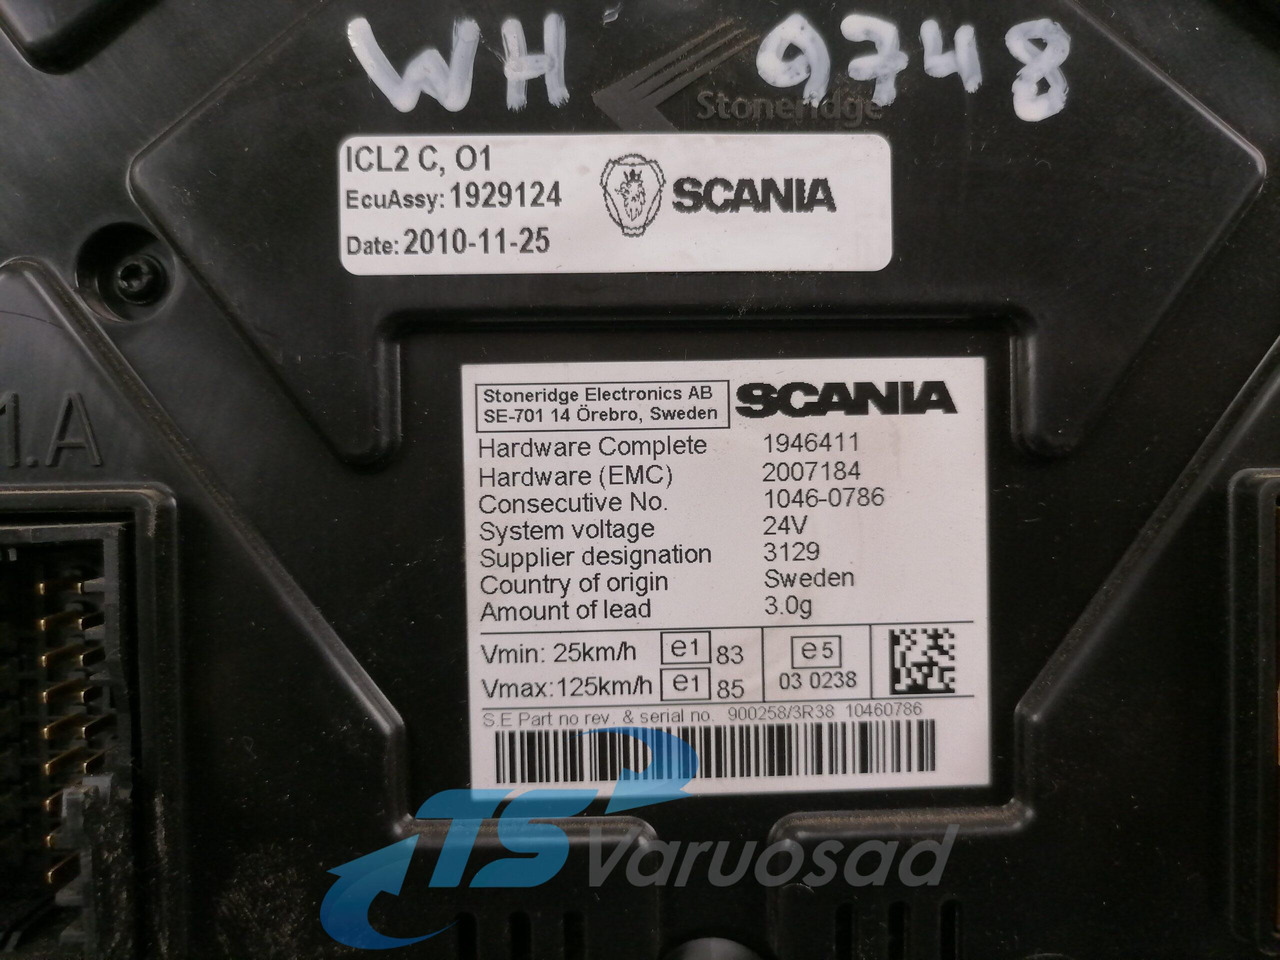 WH 9748
Stoneridge
ICL2 C, O1
EcuAssy: 1929124
Date: 2010-11-25
SCANIA
1.A
Stoneridge Electronics AB
SE-701 14 Örebro, Sweden
SCANIA
Hardware Complete 1946411
Hardware (EMC) 2007184
Consecutive No. 1046-0786
System voltage 24V
Supplier designation 3129
Country of origin Sweden
Amount of lead 3.0g
Vmin: 25km/h e1 83
Vmax:125km/h e1 85
e5
03 0238
S.E Part no rev. & serial no. 900258/3R38 10460786
TS Varuosad